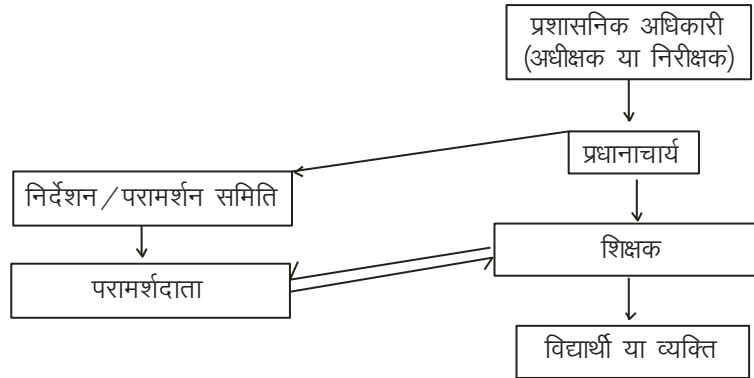 प्रशासनिक अधिकारी
(अधीक्षक या निरीक्षक)
प्रधानाचार्य
निर्देशन/परामर्शन समिति
शिक्षक
परामर्शदाता
विद्यार्थी या व्यक्ति